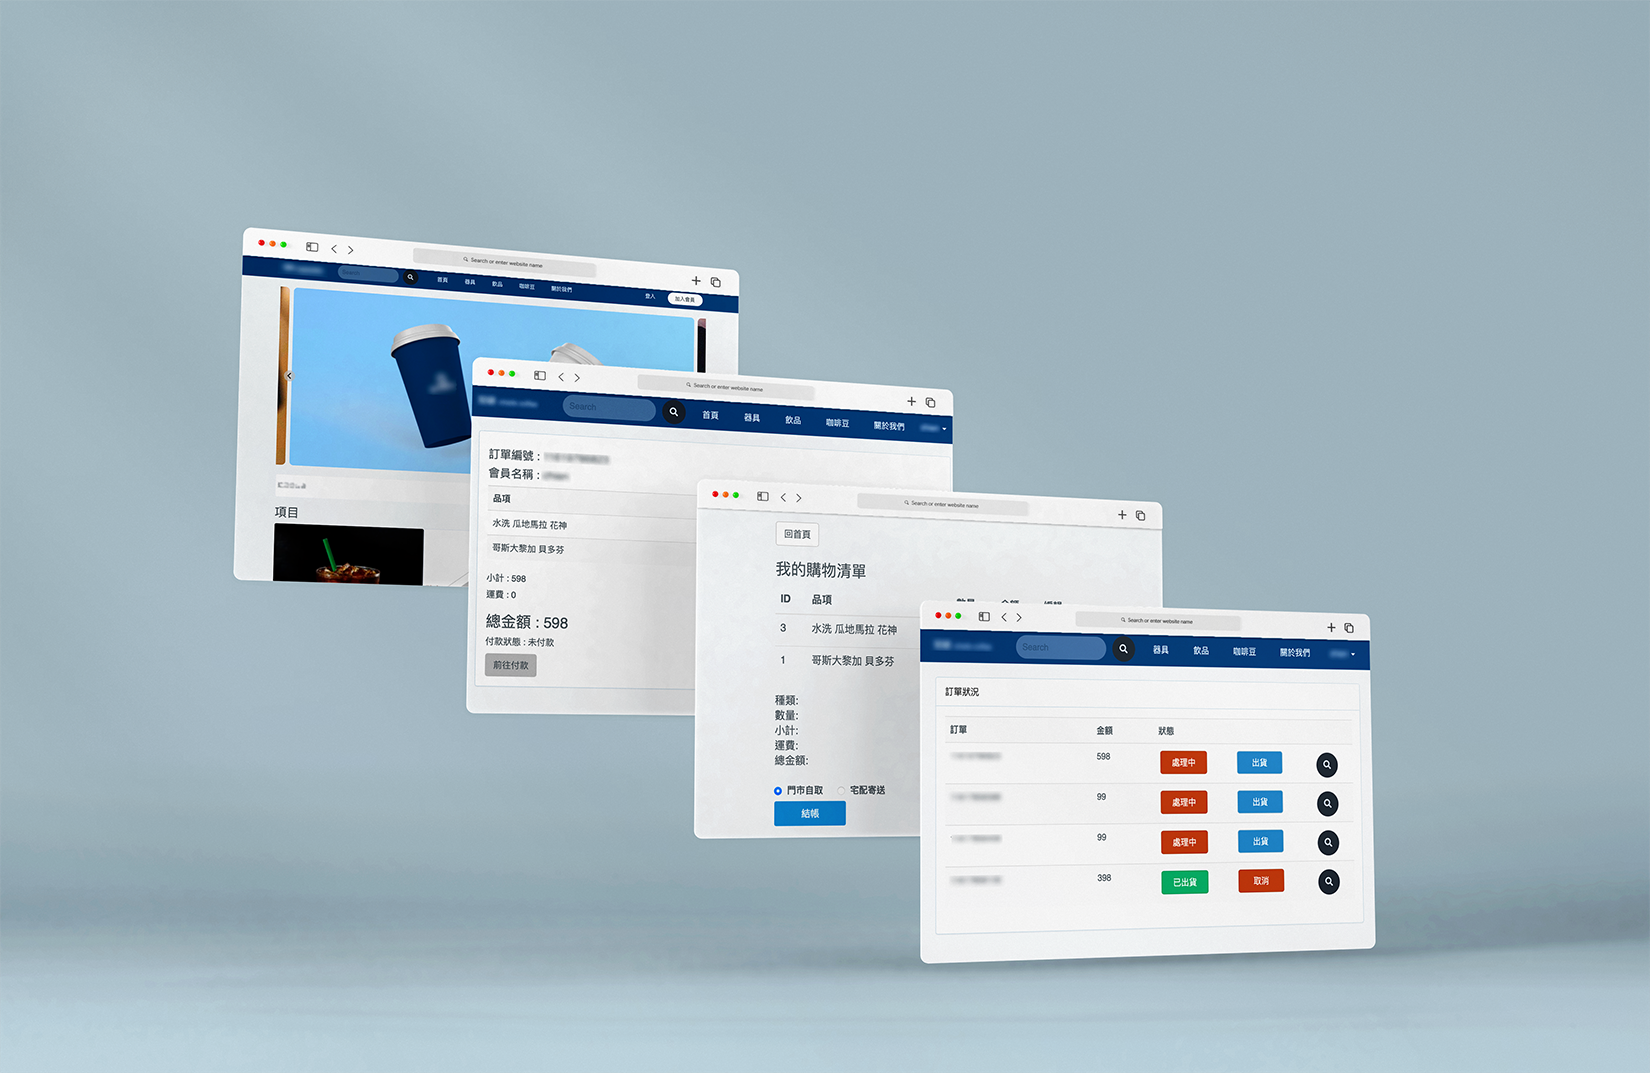 Search or enter website name
Search
首頁 器具 飲品 咖啡豆 關於我們 登入 加入會員
項目
Search or enter website name
Search 首頁 器具 飲品 咖啡豆 關於我們
訂單編號 :
會員名稱 :
品項
水洗 瓜地馬拉 花神
哥斯大黎加 貝多芬
小計 : 598
運費 : 0
總金額 : 598
付款狀態 : 未付款
前往付款
Search or enter website name
回首頁
我的購物清單
ID 品項
3 水洗 瓜地馬拉 花神
1 哥斯大黎加 貝多芬
種類:
數量:
小計:
運費:
總金額:
門市自取 宅配寄送
結帳
Search or enter website name
Search 器具 飲品 咖啡豆 關於我們
訂單狀況
訂單 金額 狀態
598 處理中 出貨
99 處理中 出貨
99 處理中 出貨
398 已出貨 取消